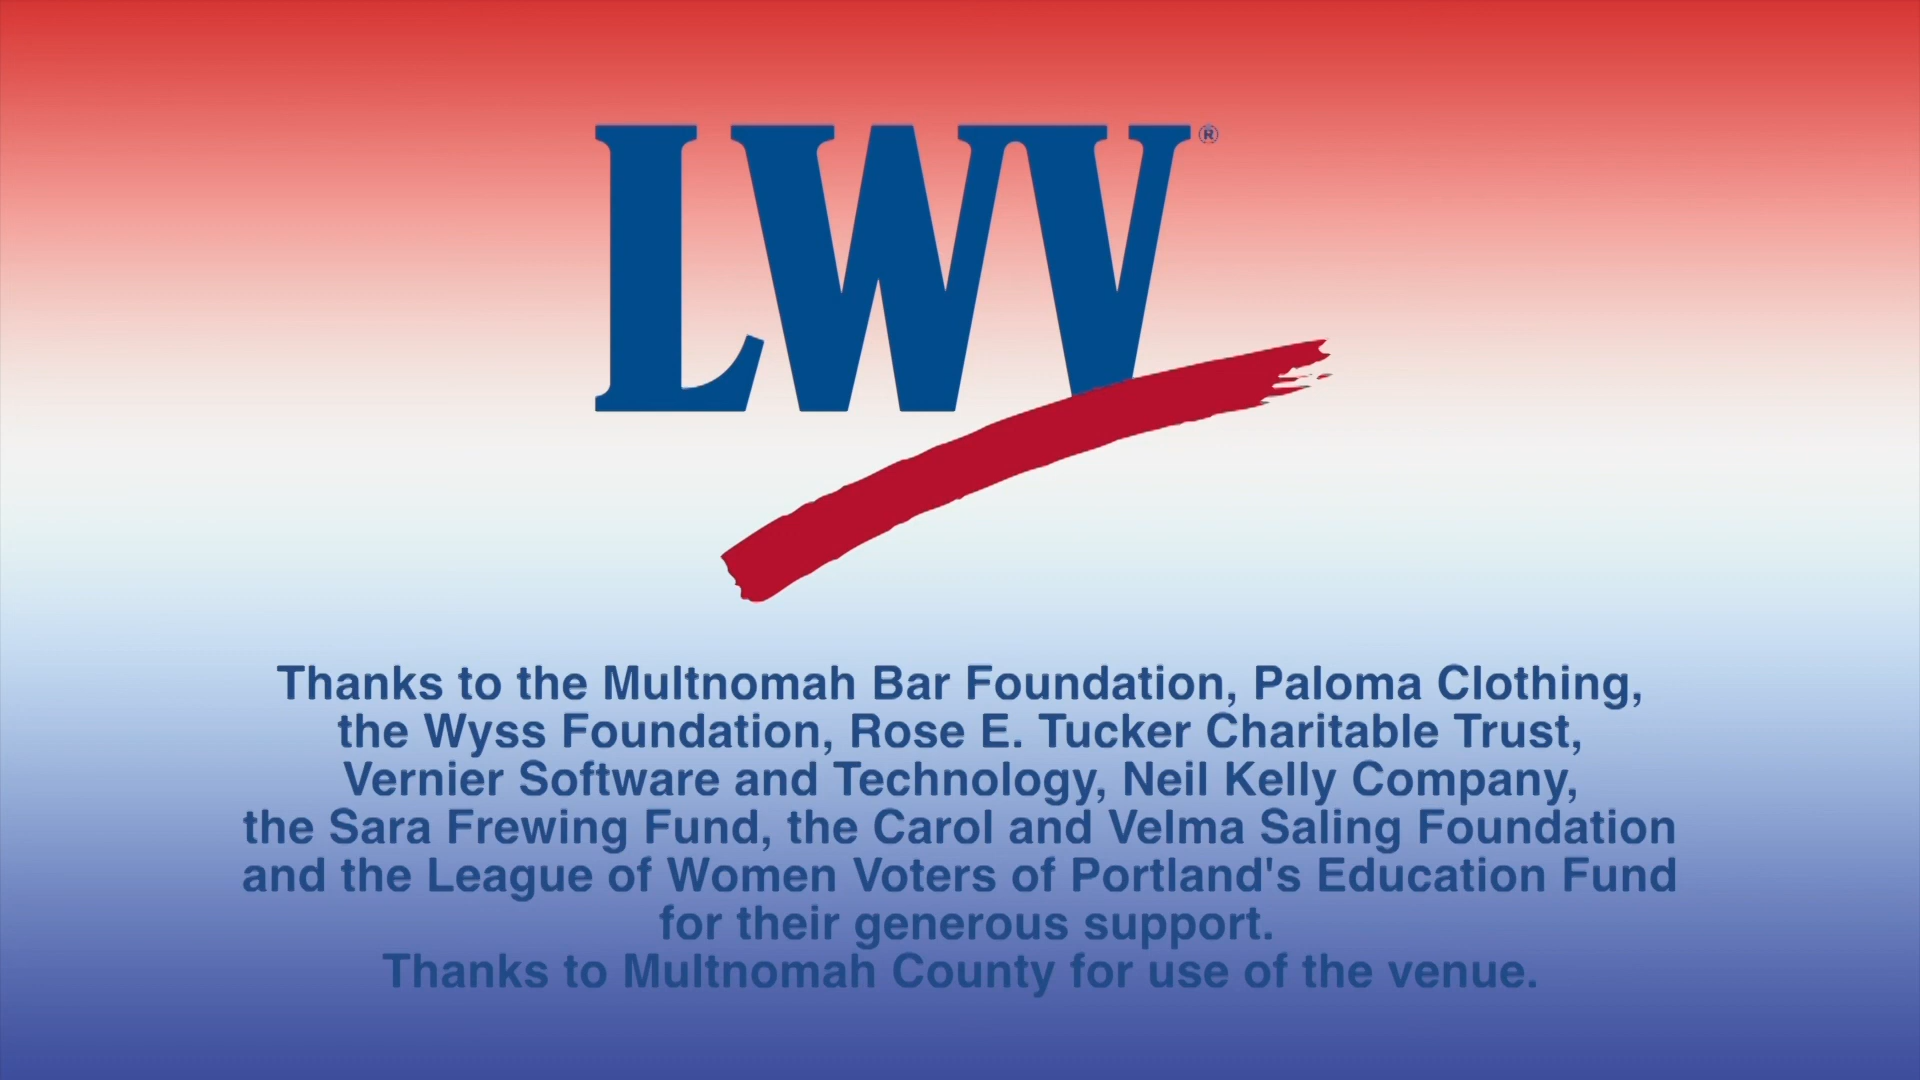 LWV®
Thanks to the Multnomah Bar Foundation, Paloma Clothing,
the Wyss Foundation, Rose E. Tucker Charitable Trust,
Vernier Software and Technology, Neil Kelly Company,
the Sara Frewing Fund, the Carol and Velma Saling Foundation
and the League of Women Voters of Portland's Education Fund
for their generous support.
Thanks to Multnomah County for use of the venue.